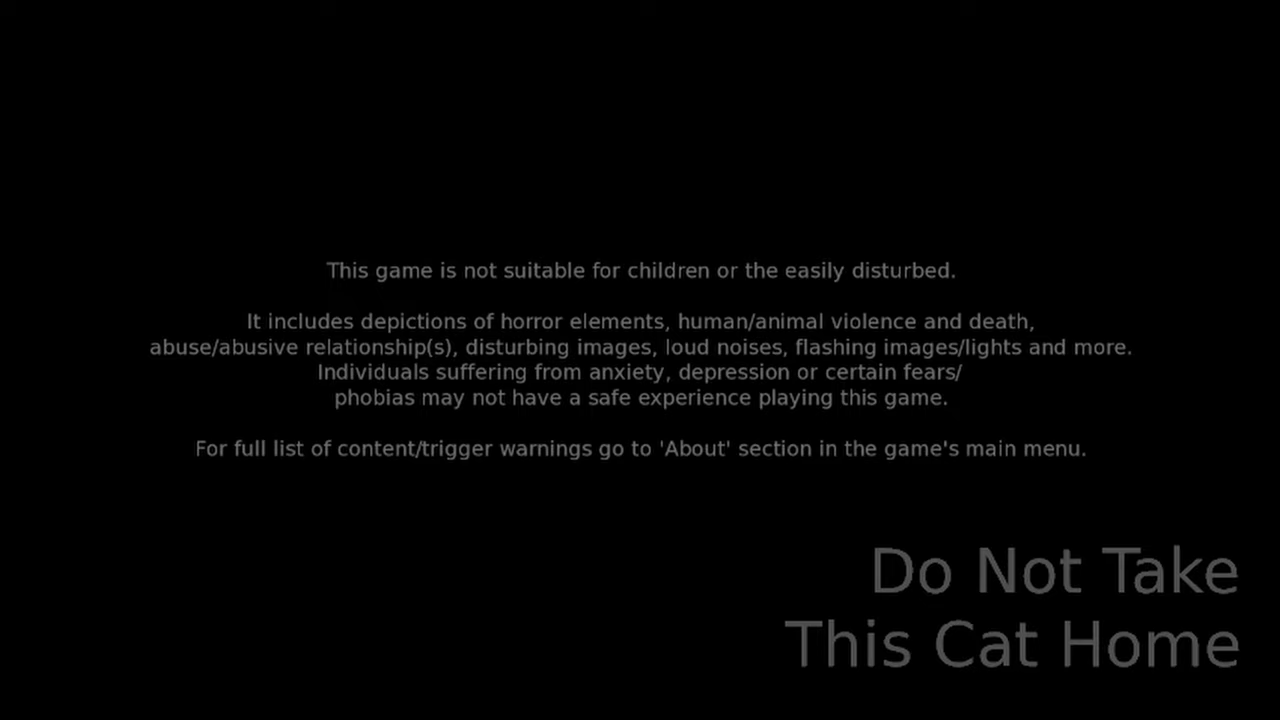 This game is not suitable for children or the easily disturbed.
It includes depictions of horror elements, human/animal violence and death,
abuse/abusive relationship(s), disturbing images, loud noises, flashing images/lights and more.
Individuals suffering from anxiety, depression or certain fears/
phobias may not have a safe experience playing this game.
For full list of content/trigger warnings go to 'About' section in the game's main menu.
Do Not Take
This Cat Home